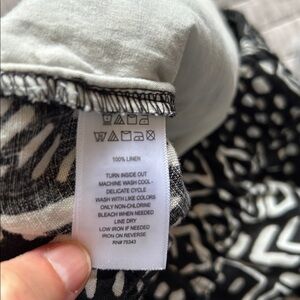 100% LINEN
TURN INSIDE OUT
MACHINE WASH COOL -
DELICATE CYCLE
WASH WITH LIKE COLORS
ONLY NON-CHLORINE
BLEACH WHEN NEEDED
LINE DRY
LOW IRON IF NEEDED
IRON ON REVERSE
RN# 75343